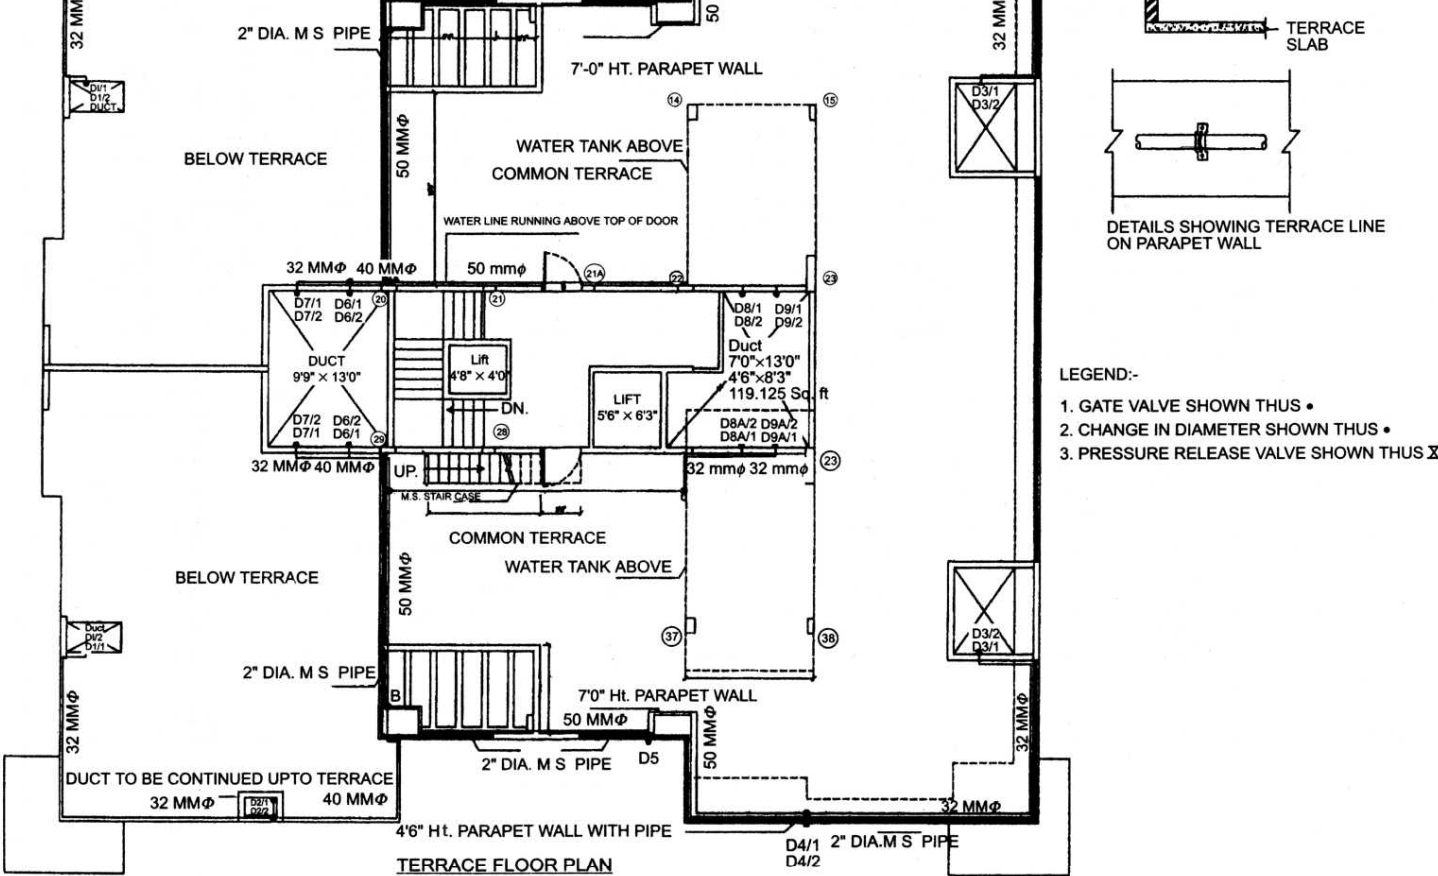 32 MM
2" DIA. M S PIPE
50
32 MM
TERRACE
SLAB
7'-0" HT. PARAPET WALL
DI/1
D1/2
DUCT
D3/1
D3/2
14
15
50 MMΦ
BELOW TERRACE
WATER TANK ABOVE
COMMON TERRACE
WATER LINE RUNNING ABOVE TOP OF DOOR
DETAILS SHOWING TERRACE LINE
ON PARAPET WALL
32 MMΦ 40 MMΦ
50 mmϕ
21A
22
23
D7/1
D7/2
D6/1
D6/2
20
21
D8/1
D8/2
D9/1
D9/2
DUCT
9'9" × 13'0"
Lift
4'8" × 4'0"
Duct
7'0"×13'0"
4'6"×8'3"
119.125 Sq. ft
LIFT
5'6" × 6'3"
DN.
LEGEND:-
1. GATE VALVE SHOWN THUS •
2. CHANGE IN DIAMETER SHOWN THUS •
3. PRESSURE RELEASE VALVE SHOWN THUS
D7/2
D7/1
D6/2
D6/1
29
28
D8A/2 D9A/2
D8A/1 D9A/1
32 MMΦ 40 MMΦ
UP.
32 mmϕ 32 mmϕ
23
M.S. STAIR CASE
COMMON TERRACE
WATER TANK ABOVE
BELOW TERRACE
50 MMΦ
Duct
DI/2
D1/1
37
38
D3/2
D3/1
2" DIA. M S PIPE
B
7'0" Ht. PARAPET WALL
50 MMΦ
32 MMΦ
50 MMΦ
32 MMΦ
2" DIA. M S PIPE
D5
DUCT TO BE CONTINUED UPTO TERRACE
32 MMΦ
D2/1
D2/2
40 MMΦ
32 MMΦ
4'6" Ht. PARAPET WALL WITH PIPE
D4/1
D4/2
2" DIA.M S PIPE
TERRACE FLOOR PLAN